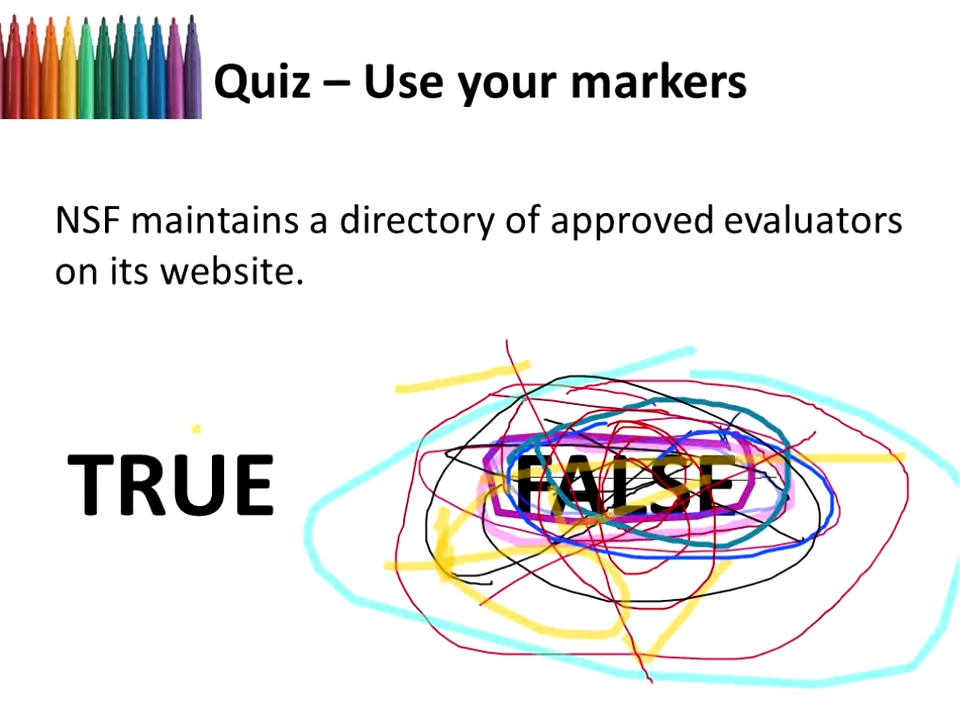 Quiz – Use your markers
NSF maintains a directory of approved evaluators
on its website.
TRUE
FALSE